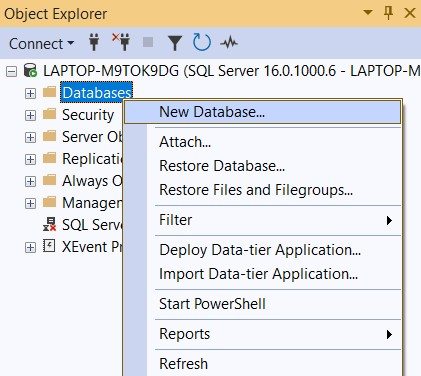 Object Explorer
Connect
LAPTOP-M9TOK9DG (SQL Server 16.0.1000.6 - LAPTOP-M
Databases
New Database...
Security
Attach...
Server Ob
Restore Database...
Replicatio
Restore Files and Filegroups...
Always O
Filter
Managem
SQL Serve
Deploy Data-tier Application...
XEvent Pr
Import Data-tier Application...
Start PowerShell
Reports
Refresh